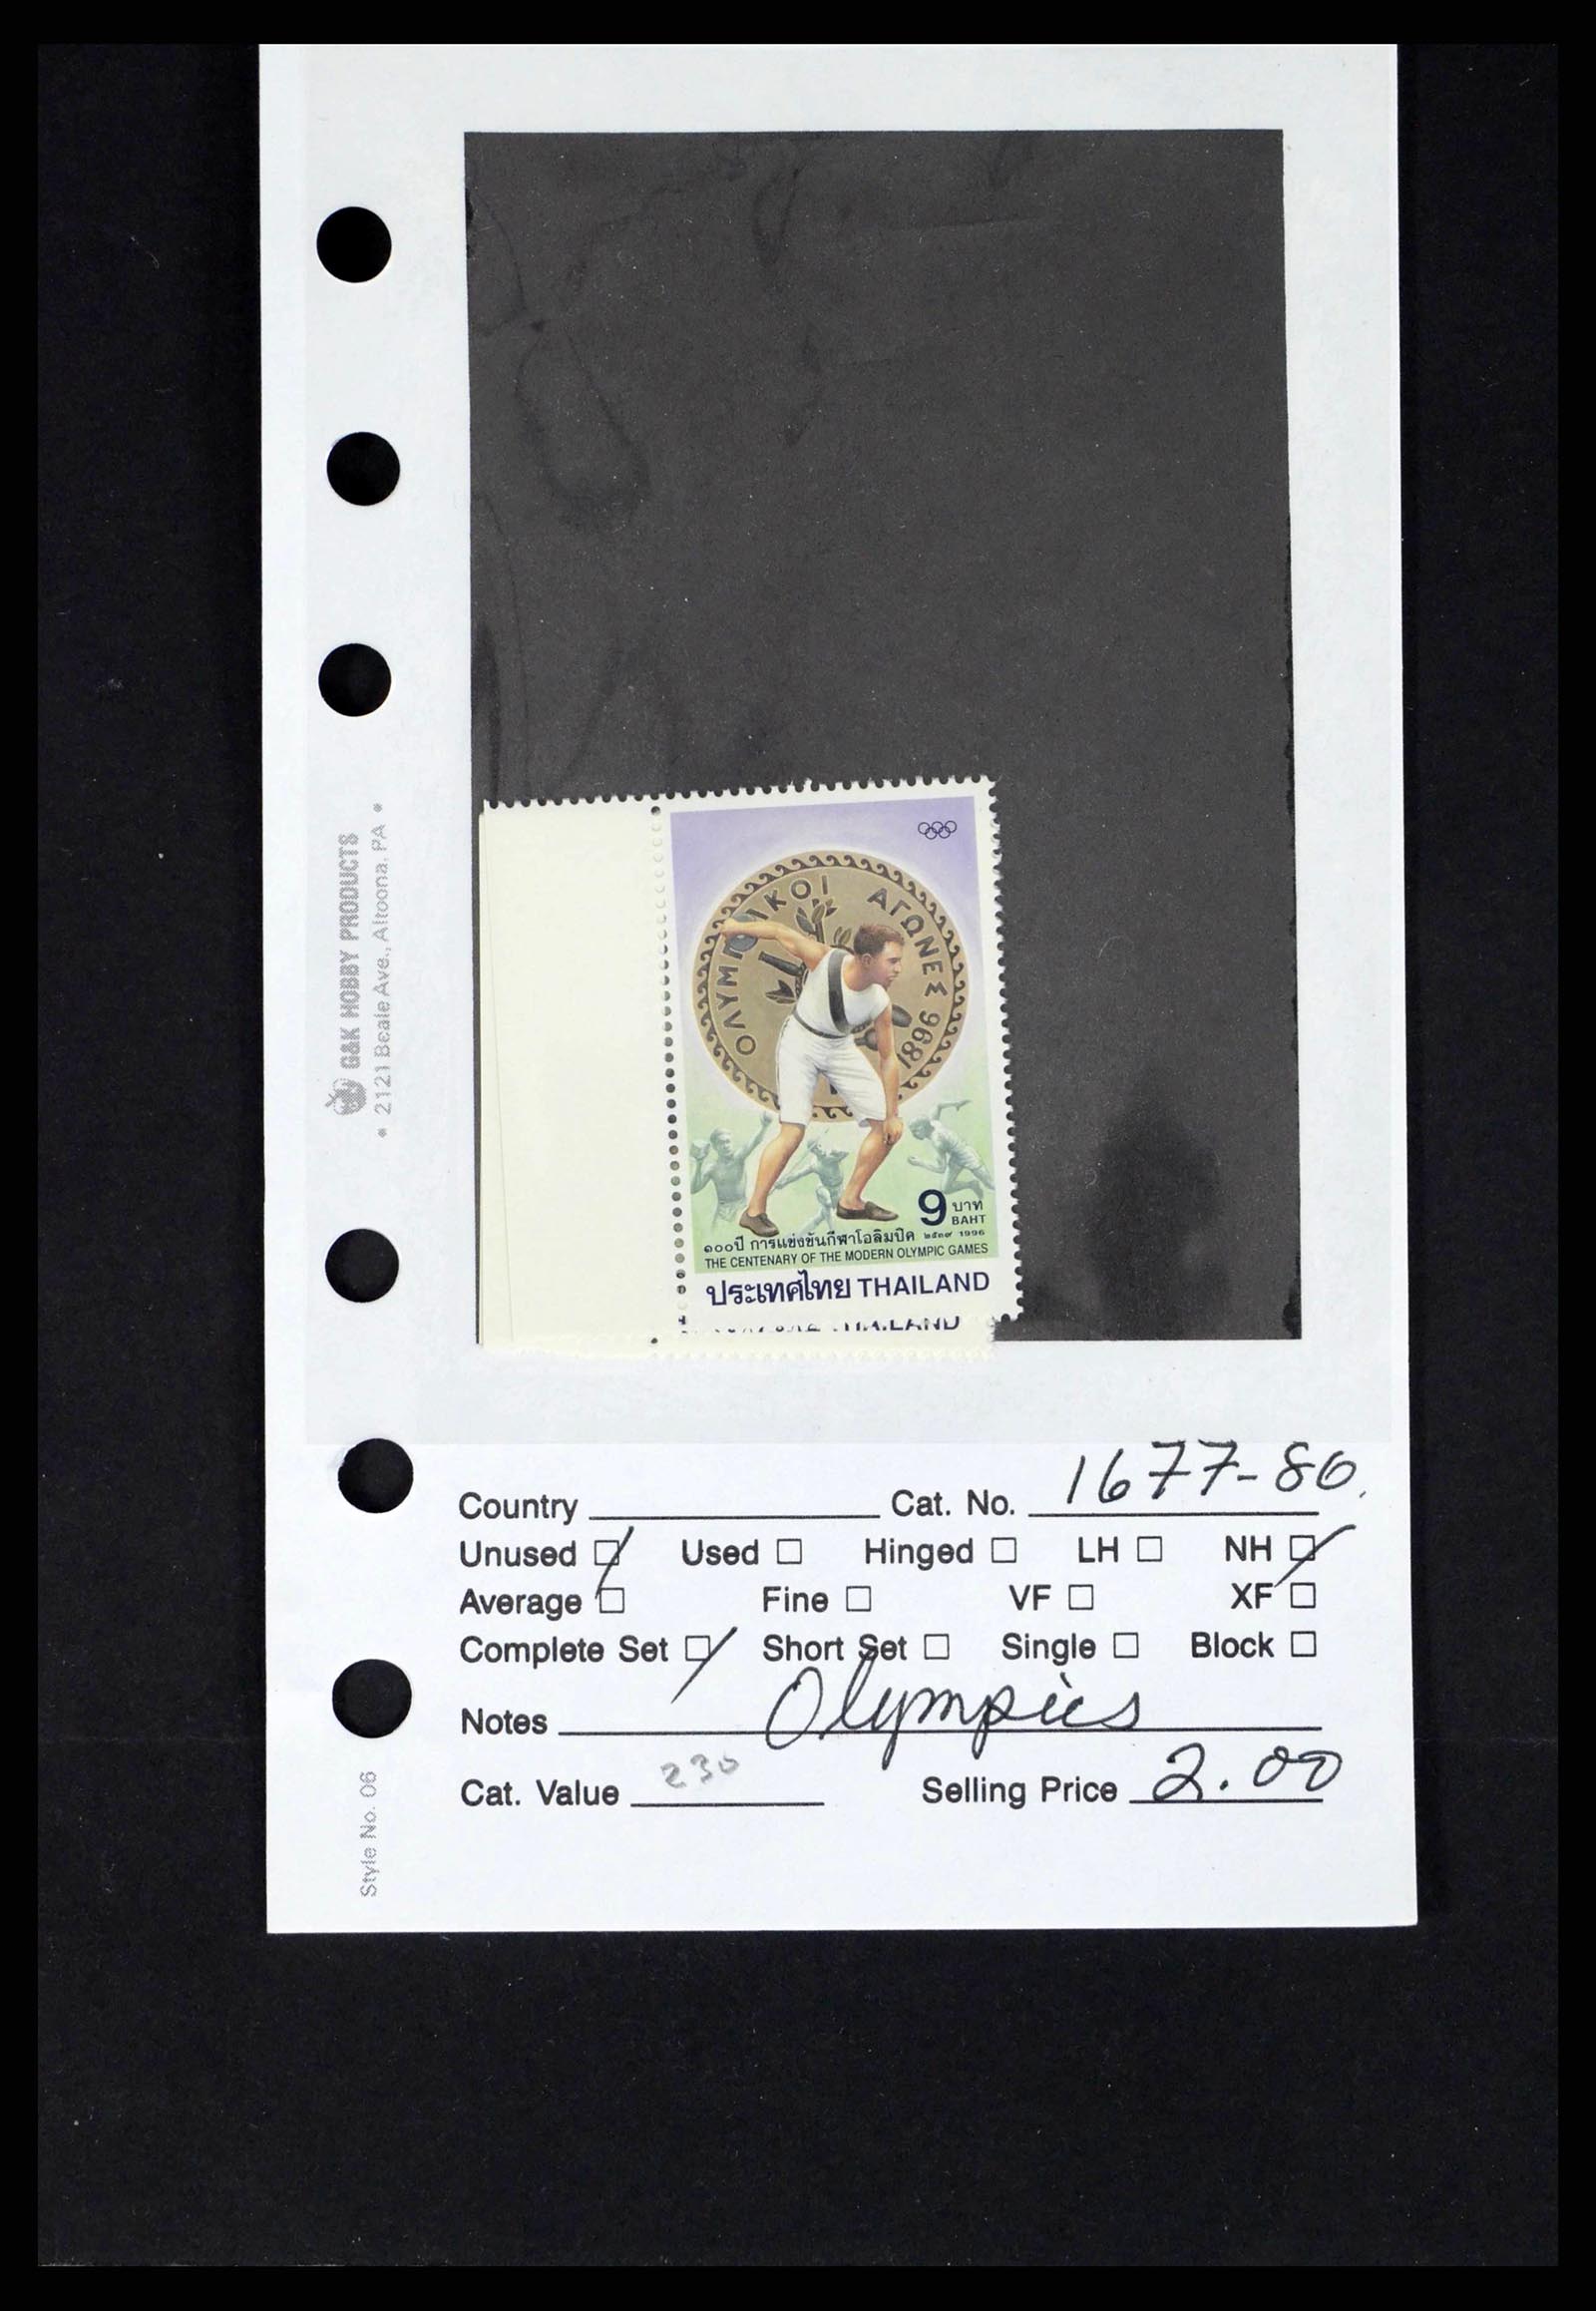 G&K HOBBY PRODUCTS
* 2121 Beale Ave., Altoona, PA *
ΟΛΥΜΠΙΚΟΙ ΑΓΩΝΕΣ 1896
9 บาท
BAHT
๑๐๐ปี การแข่งขันกีฬาโอลิมปิค ๒๕๓๙ 1996
THE CENTENARY OF THE MODERN OLYMPIC GAMES
ประเทศไทย THAILAND
THAILAND
Country Cat. No. 1677-80.
Unused Used Hinged LH NH
Average Fine VF XF
Complete Set Short Set Single Block
Notes Olympics
Cat. Value 230 Selling Price 2.00
Style No. 06